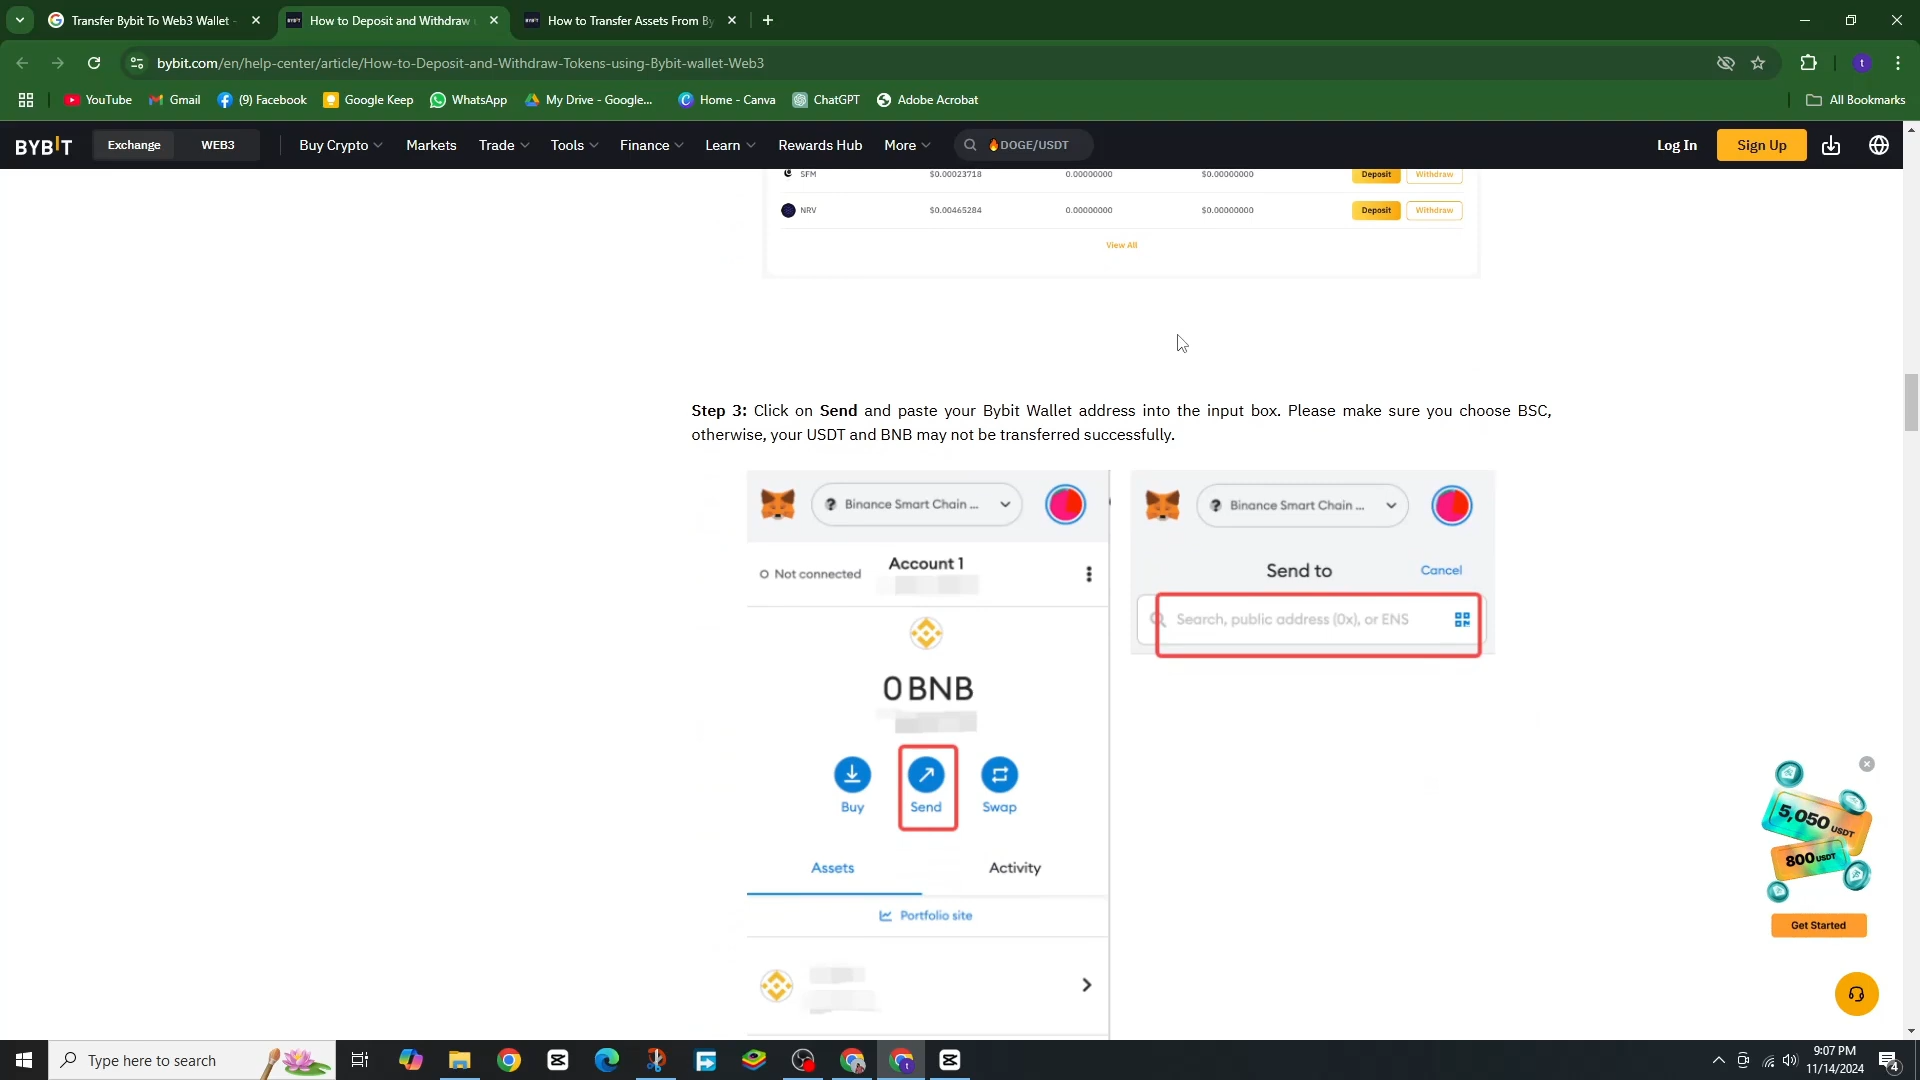 Transfer Bybit To Web3 Wallet -
How to Deposit and Withdraw
How to Transfer Assets From By
bybit.com/en/help-center/article/How-to-Deposit-and-Withdraw-Tokens-using-Bybit-wallet-Web3
t
YouTube
Gmail
(9) Facebook
Google Keep
WhatsApp
My Drive - Google...
Home - Canva
ChatGPT
Adobe Acrobat
All Bookmarks
BYBIT
Exchange
WEB3
Buy Crypto
Markets
Trade
Tools
Finance
Learn
Rewards Hub
More
DOGE/USDT
Log In
Sign Up
SFM $0.00023718 0.00000000 $0.00000000 Deposit Withdraw
NRV $0.00465284 0.00000000 $0.00000000 Deposit Withdraw
View All
Step 3: Click on Send and paste your Bybit Wallet address into the input box. Please make sure you choose BSC,
otherwise, your USDT and BNB may not be transferred successfully.
Binance Smart Chain ...
Not connected
Account 1
0 BNB
Buy
Send
Swap
Assets
Activity
Portfolio site
Binance Smart Chain ...
Send to
Cancel
Search, public address (0x), or ENS
5,050 USDT
800 USDT
Get Started
Type here to search
9:07 PM
11/14/2024
4